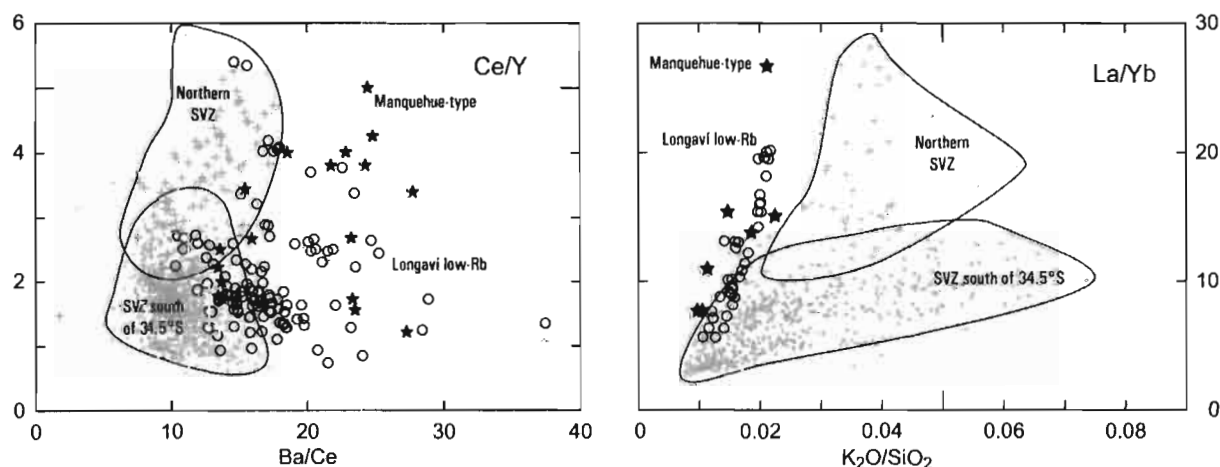 6
4
2
0
Ce/Y
Northern
SVZ
Manquehue-type
Longaví low-Rb
SVZ south
of 34.5°S
0
10
20
30
40
Ba/Ce
30
20
10
0
La/Yb
Manquehue-type
Longaví low-Rb
Northern
SVZ
SVZ south of 34.5°S
0.02
0.04
0.06
0.08
K₂O/SiO₂